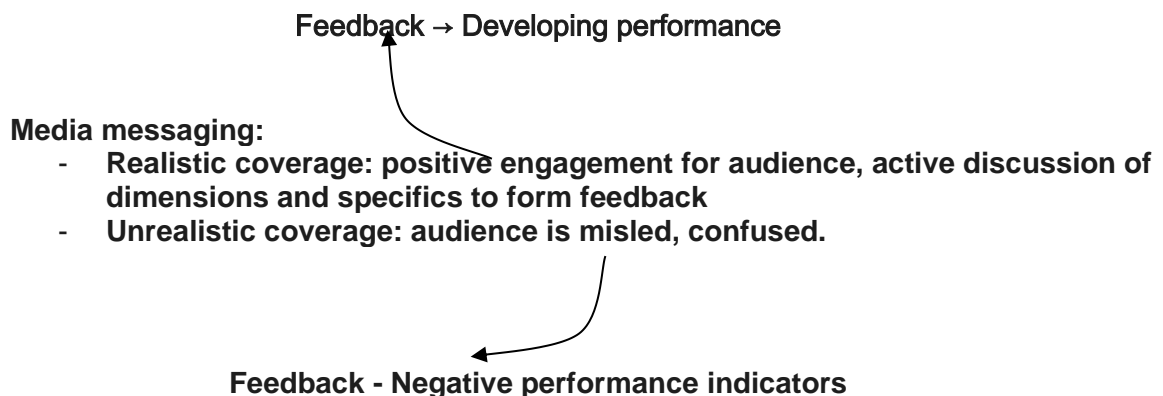 Feedback → Developing performance
Media messaging:
- Realistic coverage: positive engagement for audience, active discussion of
dimensions and specifics to form feedback
- Unrealistic coverage: audience is misled, confused.
Feedback - Negative performance indicators